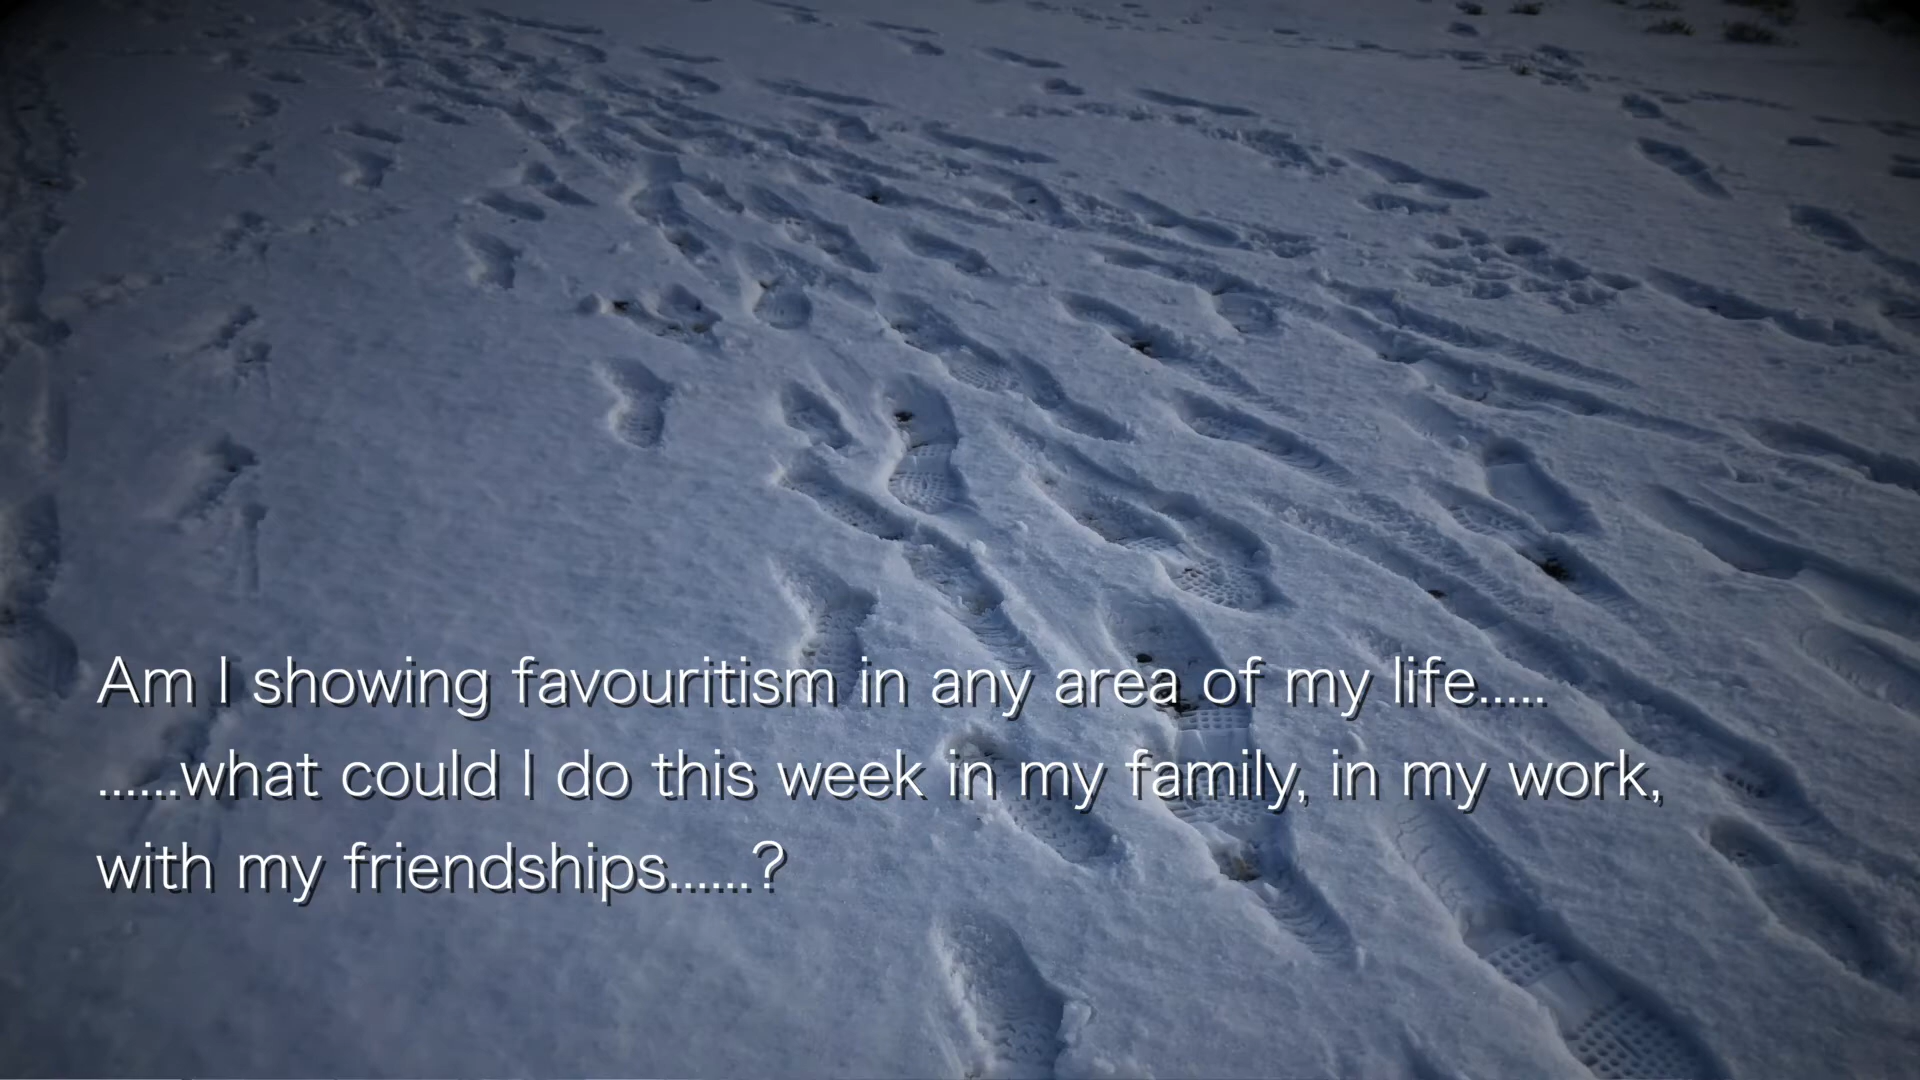 Am I showing favouritism in any area of my life.....
......what could I do this week in my family, in my work,
with my friendships......?